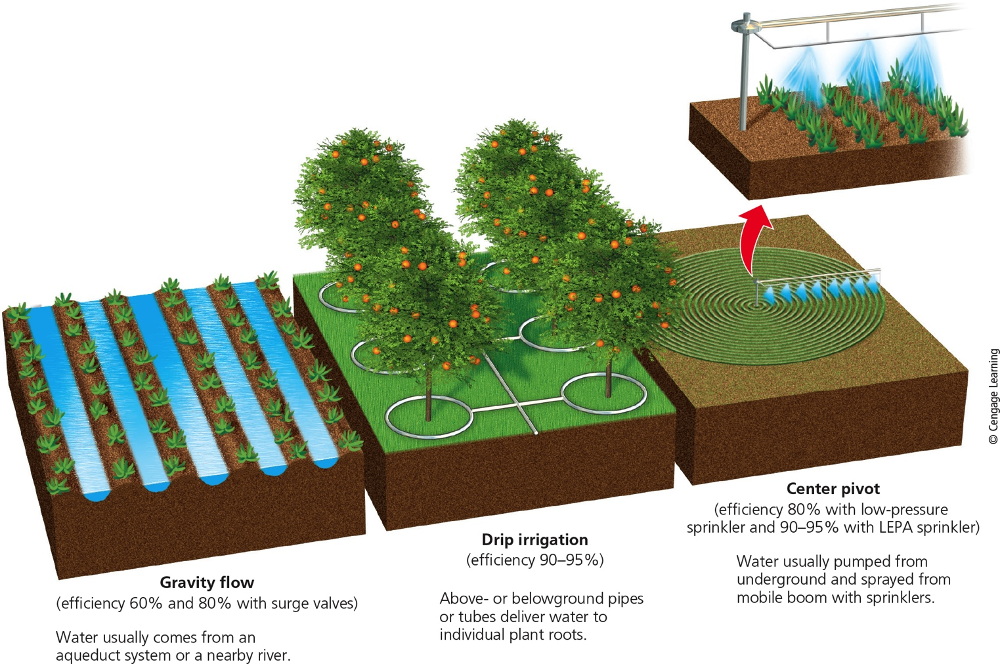 Gravity flow
(efficiency 60% and 80% with surge valves)
Water usually comes from an
aqueduct system or a nearby river.
Drip irrigation
(efficiency 90–95%)
Above- or belowground pipes
or tubes deliver water to
individual plant roots.
Center pivot
(efficiency 80% with low-pressure
sprinkler and 90–95% with LEPA sprinkler)
Water usually pumped from
underground and sprayed from
mobile boom with sprinklers.
© Cengage Learning